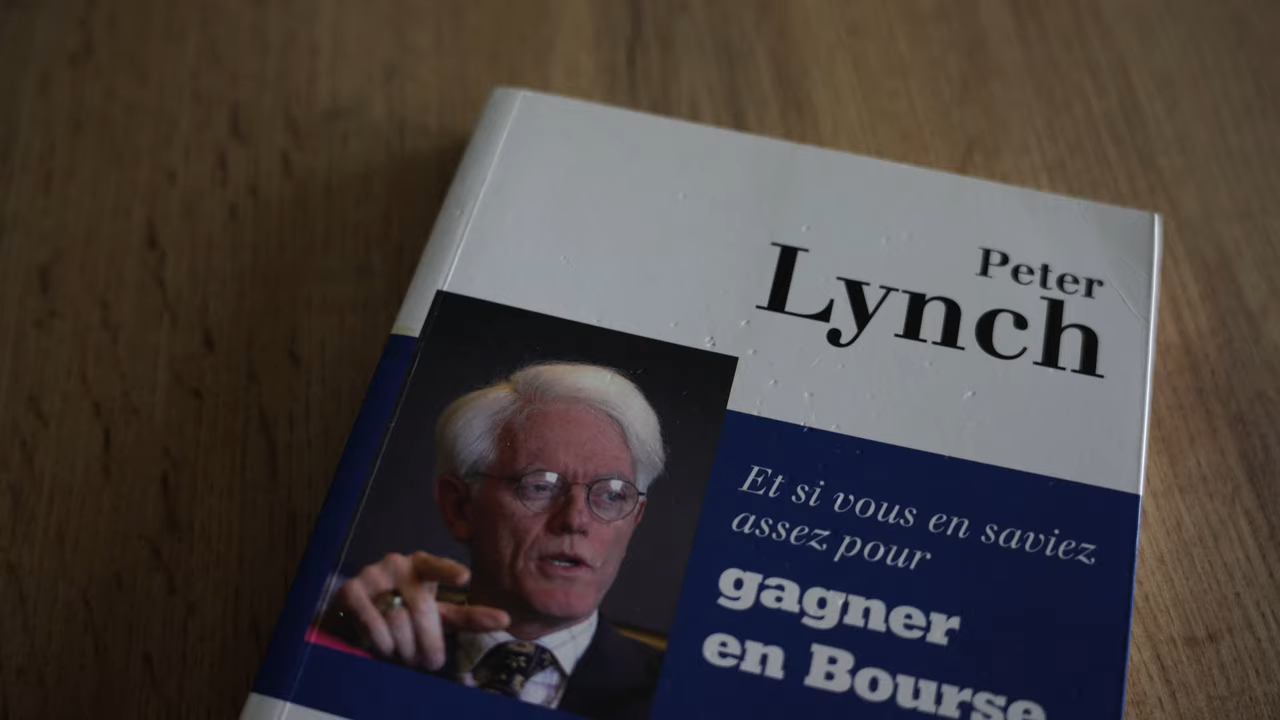 Peter
Lynch
Et si vous en saviez
assez pour
gagner
en Bourse